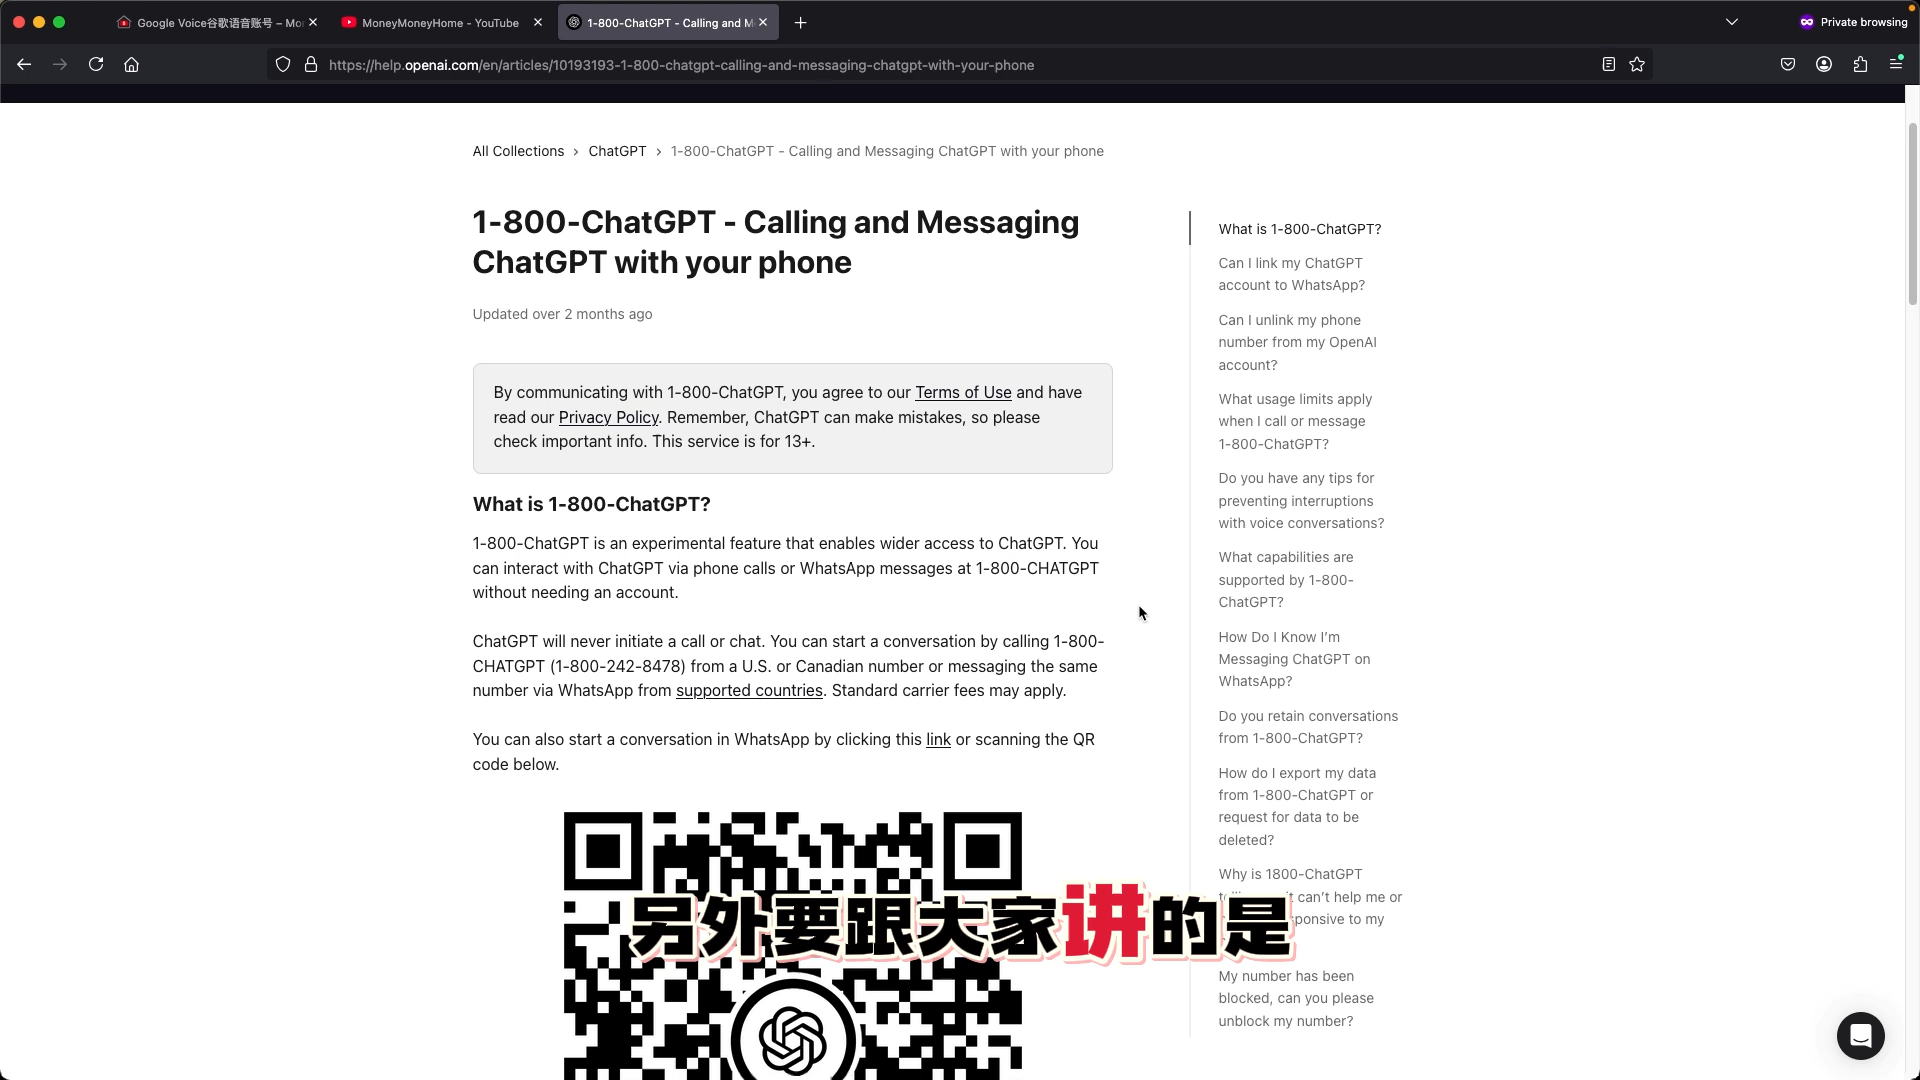 Google Voice谷歌语音账号 – Mo
MoneyMoneyHome - YouTube
1-800-ChatGPT - Calling and M
Private browsing
https://help.openai.com/en/articles/10193193-1-800-chatgpt-calling-and-messaging-chatgpt-with-your-phone
All Collections > ChatGPT > 1-800-ChatGPT - Calling and Messaging ChatGPT with your phone
1-800-ChatGPT - Calling and Messaging
ChatGPT with your phone
Updated over 2 months ago
By communicating with 1-800-ChatGPT, you agree to our Terms of Use and have
read our Privacy Policy. Remember, ChatGPT can make mistakes, so please
check important info. This service is for 13+.
What is 1-800-ChatGPT?
1-800-ChatGPT is an experimental feature that enables wider access to ChatGPT. You
can interact with ChatGPT via phone calls or WhatsApp messages at 1-800-CHATGPT
without needing an account.
ChatGPT will never initiate a call or chat. You can start a conversation by calling 1-800-
CHATGPT (1-800-242-8478) from a U.S. or Canadian number or messaging the same
number via WhatsApp from supported countries. Standard carrier fees may apply.
You can also start a conversation in WhatsApp by clicking this link or scanning the QR
code below.
What is 1-800-ChatGPT?
Can I link my ChatGPT
account to WhatsApp?
Can I unlink my phone
number from my OpenAI
account?
What usage limits apply
when I call or message
1-800-ChatGPT?
Do you have any tips for
preventing interruptions
with voice conversations?
What capabilities are
supported by 1-800-
ChatGPT?
How Do I Know I'm
Messaging ChatGPT on
WhatsApp?
Do you retain conversations
from 1-800-ChatGPT?
How do I export my data
from 1-800-ChatGPT or
request for data to be
deleted?
Why is 1800-ChatGPT
can't help me or
sponsive to my
My number has been
blocked, can you please
unblock my number?
另外要跟大家讲的是